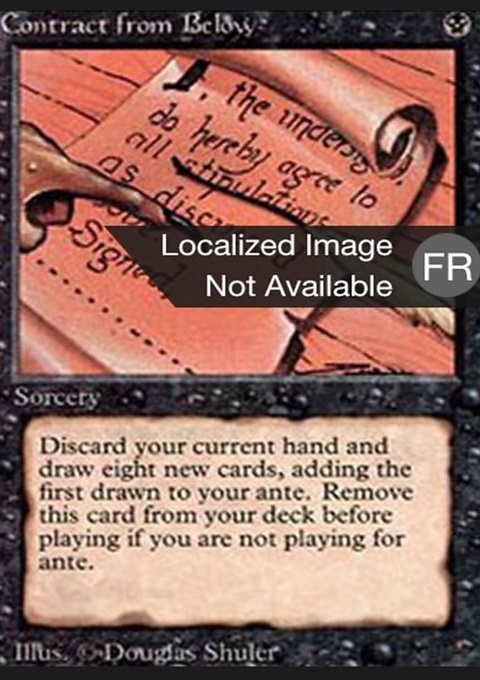 Contract from Below
I, the undersigned,
do hereby agree to
all stipulations
as
Signed
Localized Image
Not Available
FR
Sorcery
Discard your current hand and
draw eight new cards, adding the
first drawn to your ante. Remove
this card from your deck before
playing if you are not playing for
ante.
Illus. © Douglas Shuler